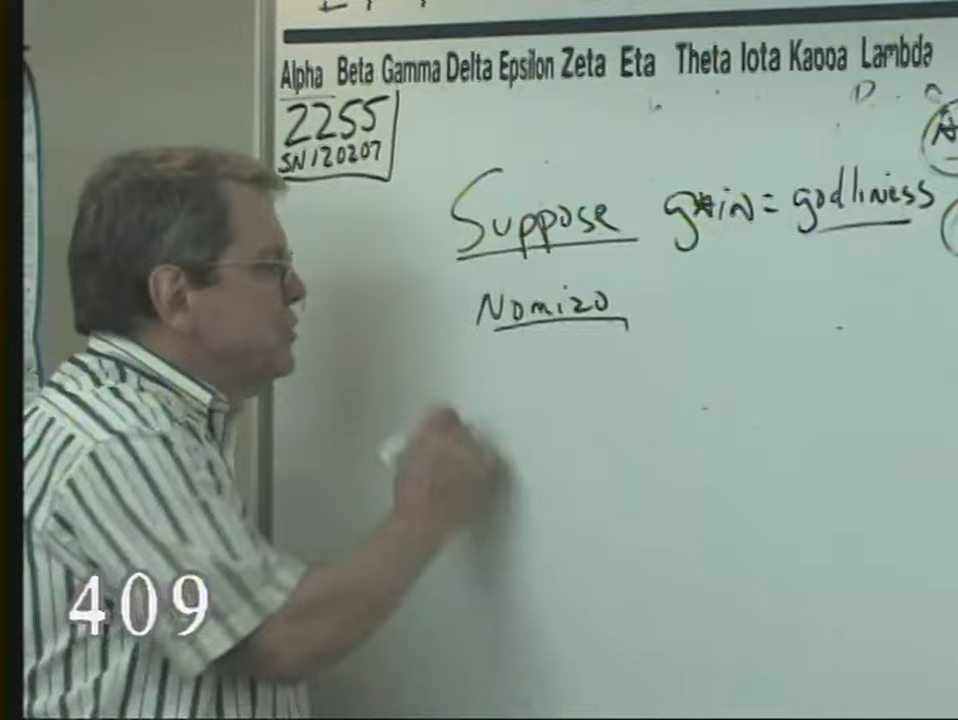 Alpha Beta Gamma Delta Epsilon Zeta Eta Theta Iota Kaooa Lambda
2255
SN120207
Suppose gain = godliness
Nomizo
409